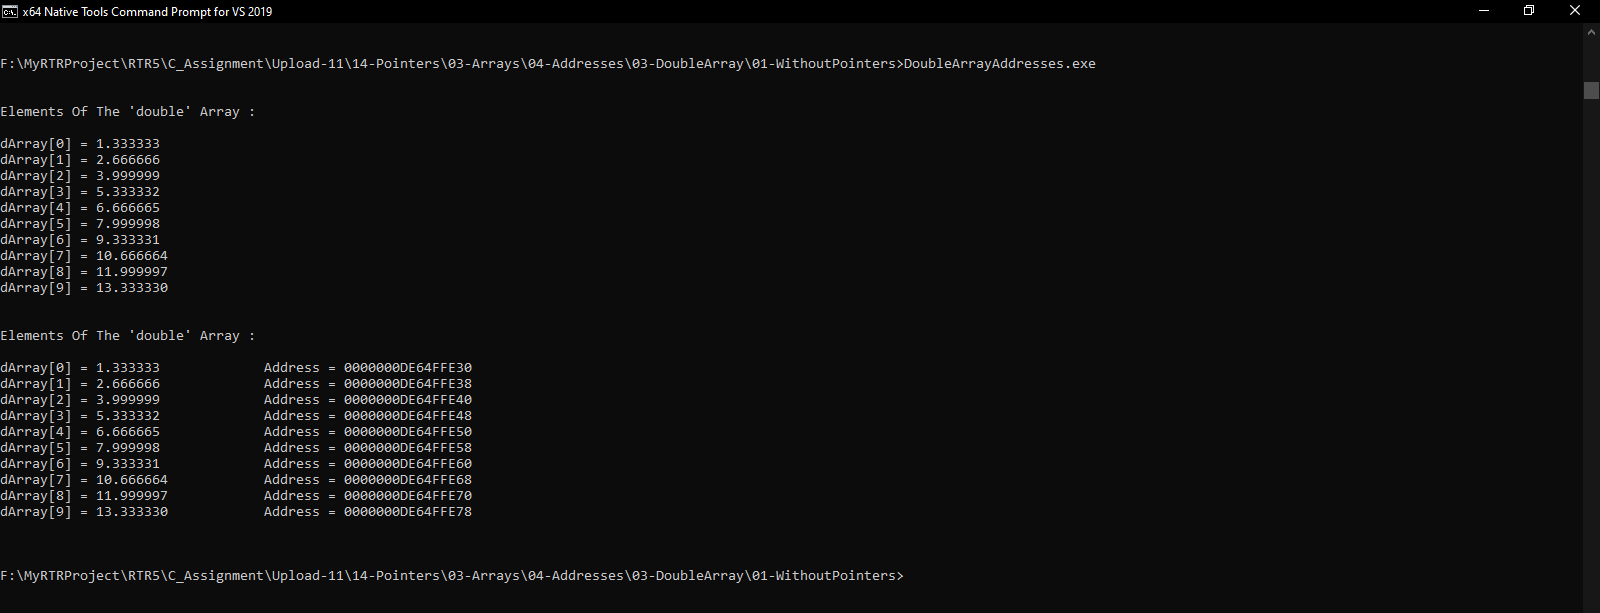 x64 Native Tools Command Prompt for VS 2019
F:\MyRTRProject\RTR5\C_Assignment\Upload-11\14-Pointers\03-Arrays\04-Addresses\03-DoubleArray\01-WithoutPointers>DoubleArrayAddresses.exe
Elements Of The 'double' Array :
dArray[0] = 1.333333
dArray[1] = 2.666666
dArray[2] = 3.999999
dArray[3] = 5.333332
dArray[4] = 6.666665
dArray[5] = 7.999998
dArray[6] = 9.333331
dArray[7] = 10.666664
dArray[8] = 11.999997
dArray[9] = 13.333330
Elements Of The 'double' Array :
dArray[0] = 1.333333 Address = 0000000DE64FFE30
dArray[1] = 2.666666 Address = 0000000DE64FFE38
dArray[2] = 3.999999 Address = 0000000DE64FFE40
dArray[3] = 5.333332 Address = 0000000DE64FFE48
dArray[4] = 6.666665 Address = 0000000DE64FFE50
dArray[5] = 7.999998 Address = 0000000DE64FFE58
dArray[6] = 9.333331 Address = 0000000DE64FFE60
dArray[7] = 10.666664 Address = 0000000DE64FFE68
dArray[8] = 11.999997 Address = 0000000DE64FFE70
dArray[9] = 13.333330 Address = 0000000DE64FFE78
F:\MyRTRProject\RTR5\C_Assignment\Upload-11\14-Pointers\03-Arrays\04-Addresses\03-DoubleArray\01-WithoutPointers>